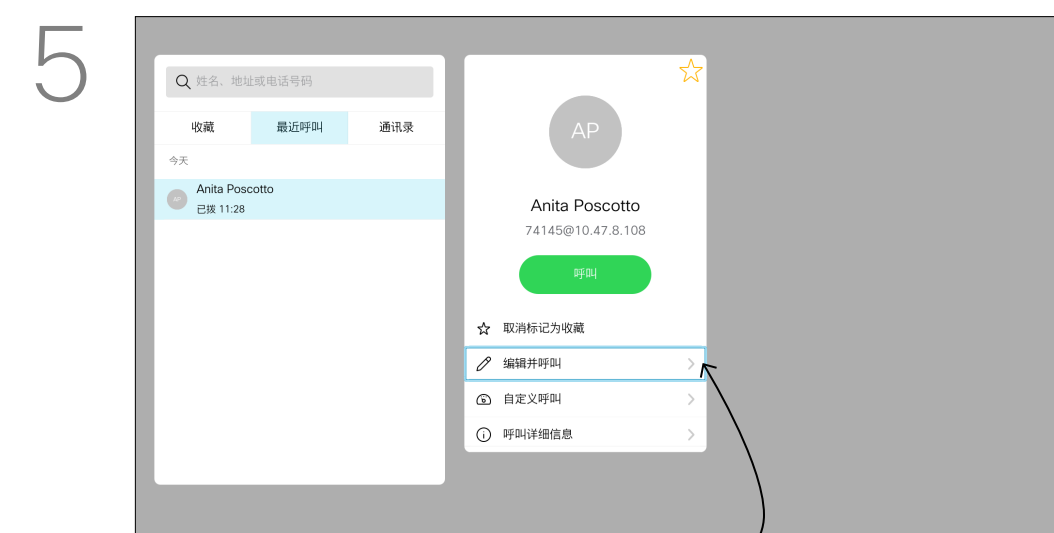 5
姓名、地址或电话号码
收藏 最近呼叫 通讯录
今天
AP
Anita Poscotto
已拨 11:28
AP
Anita Poscotto
74145@10.47.8.108
呼叫
取消标记为收藏
编辑并呼叫
自定义呼叫
呼叫详细信息